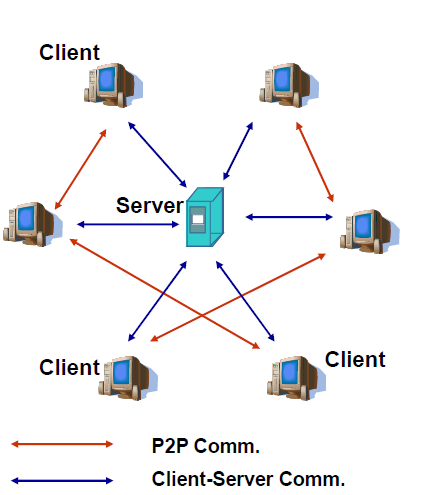 Client
Server
Client
Client
P2P Comm.
Client-Server Comm.